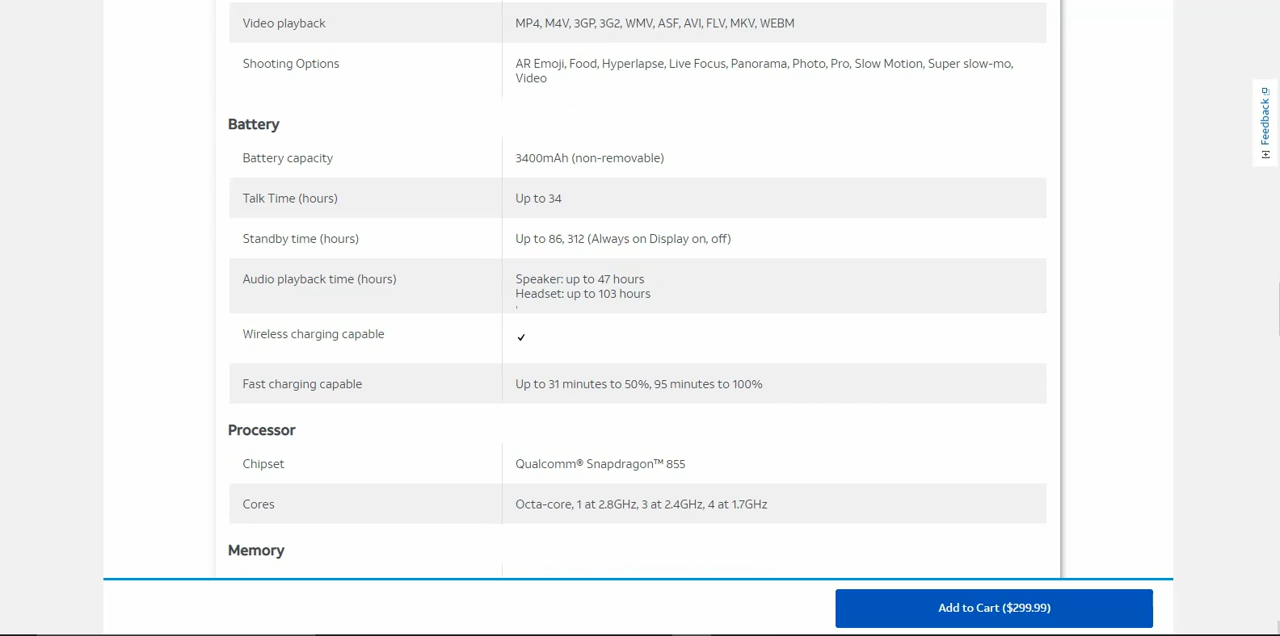 Video playback
MP4, M4V, 3GP, 3G2, WMV, ASF, AVI, FLV, MKV, WEBM
Shooting Options
AR Emoji, Food, Hyperlapse, Live Focus, Panorama, Photo, Pro, Slow Motion, Super slow-mo,
Video
Battery
Battery capacity
3400mAh (non-removable)
Talk Time (hours)
Up to 34
Standby time (hours)
Up to 86, 312 (Always on Display on, off)
Audio playback time (hours)
Speaker: up to 47 hours
Headset: up to 103 hours
Wireless charging capable
✓
Fast charging capable
Up to 31 minutes to 50%, 95 minutes to 100%
Processor
Chipset
Qualcomm® Snapdragon™ 855
Cores
Octa-core, 1 at 2.8GHz, 3 at 2.4GHz, 4 at 1.7GHz
Memory
Add to Cart ($299.99)
[+] Feedback